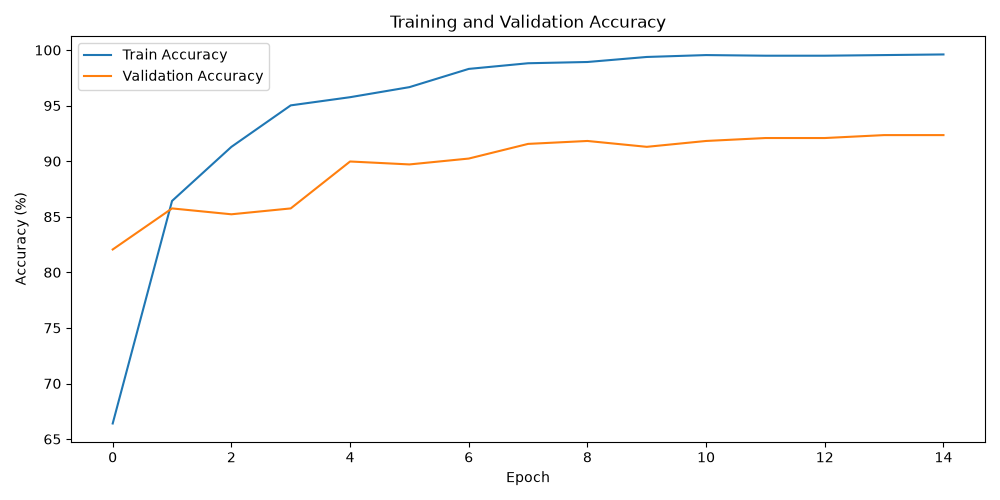 Training and Validation Accuracy
Train Accuracy
Validation Accuracy
100
95
90
85
80
75
70
65
Accuracy (%)
0 2 4 6 8 10 12 14
Epoch